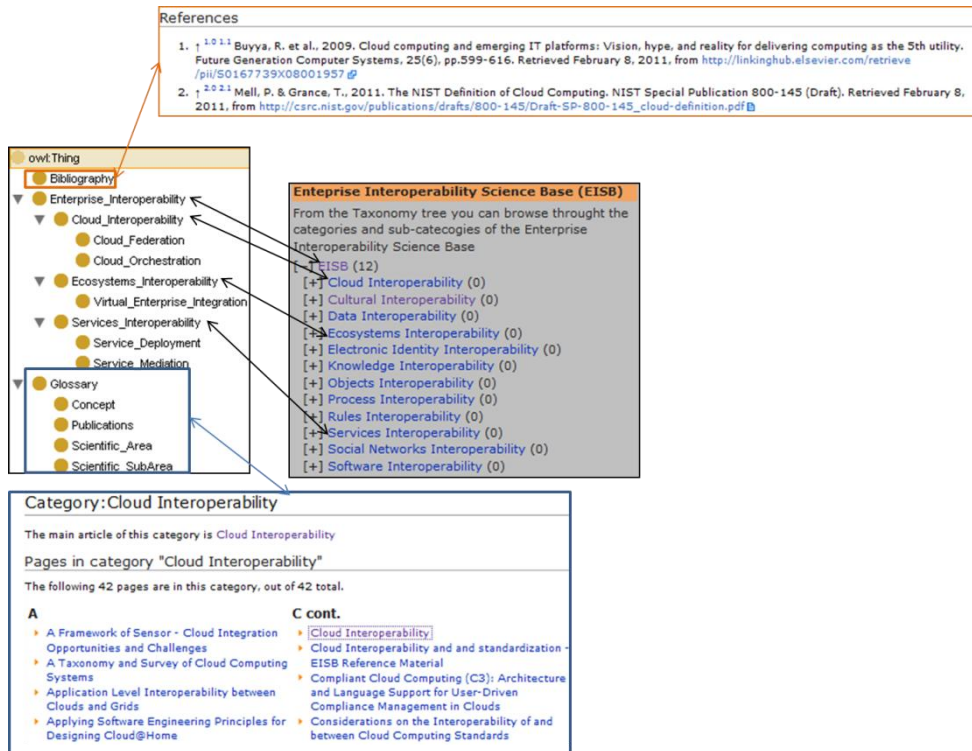 References
1. ↑ 1.0 1.1 Buyya, R. et al., 2009. Cloud computing and emerging IT platforms: Vision, hype, and reality for delivering computing as the 5th utility.
Future Generation Computer Systems, 25(6), pp.599-616. Retrieved February 8, 2011, from http://linkinghub.elsevier.com/retrieve
/pii/S0167739X08001957
2. ↑ 2.0 2.1 Mell, P. & Grance, T., 2011. The NIST Definition of Cloud Computing. NIST Special Publication 800-145 (Draft). Retrieved February 8,
2011, from http://csrc.nist.gov/publications/drafts/800-145/Draft-SP-800-145_cloud-definition.pdf
owl:Thing
Bibliography
Enterprise_Interoperability
Cloud_Interoperability
Cloud_Federation
Cloud_Orchestration
Ecosystems_Interoperability
Virtual_Enterprise_Integration
Services_Interoperability
Service_Deployment
Service_Mediation
Glossary
Concept
Publications
Scientific_Area
Scientific_SubArea
Enteprise Interoperability Science Base (EISB)
From the Taxonomy tree you can browse throught the
categories and sub-catecogies of the Enterprise
Interoperability Science Base
[−] EISB (12)
[+] Cloud Interoperability (0)
[+] Cultural Interoperability (0)
[+] Data Interoperability (0)
[+] Ecosystems Interoperability (0)
[+] Electronic Identity Interoperability (0)
[+] Knowledge Interoperability (0)
[+] Objects Interoperability (0)
[+] Process Interoperability (0)
[+] Rules Interoperability (0)
[+] Services Interoperability (0)
[+] Social Networks Interoperability (0)
[+] Software Interoperability (0)
Category:Cloud Interoperability
The main article of this category is Cloud Interoperability
Pages in category "Cloud Interoperability"
The following 42 pages are in this category, out of 42 total.
A
A Framework of Sensor - Cloud Integration
Opportunities and Challenges
A Taxonomy and Survey of Cloud Computing
Systems
Application Level Interoperability between
Clouds and Grids
Applying Software Engineering Principles for
Designing Cloud@Home
C cont.
Cloud Interoperability
Cloud Interoperability and and standardization -
EISB Reference Material
Compliant Cloud Computing (C3): Architecture
and Language Support for User-Driven
Compliance Management in Clouds
Considerations on the Interoperability of and
between Cloud Computing Standards